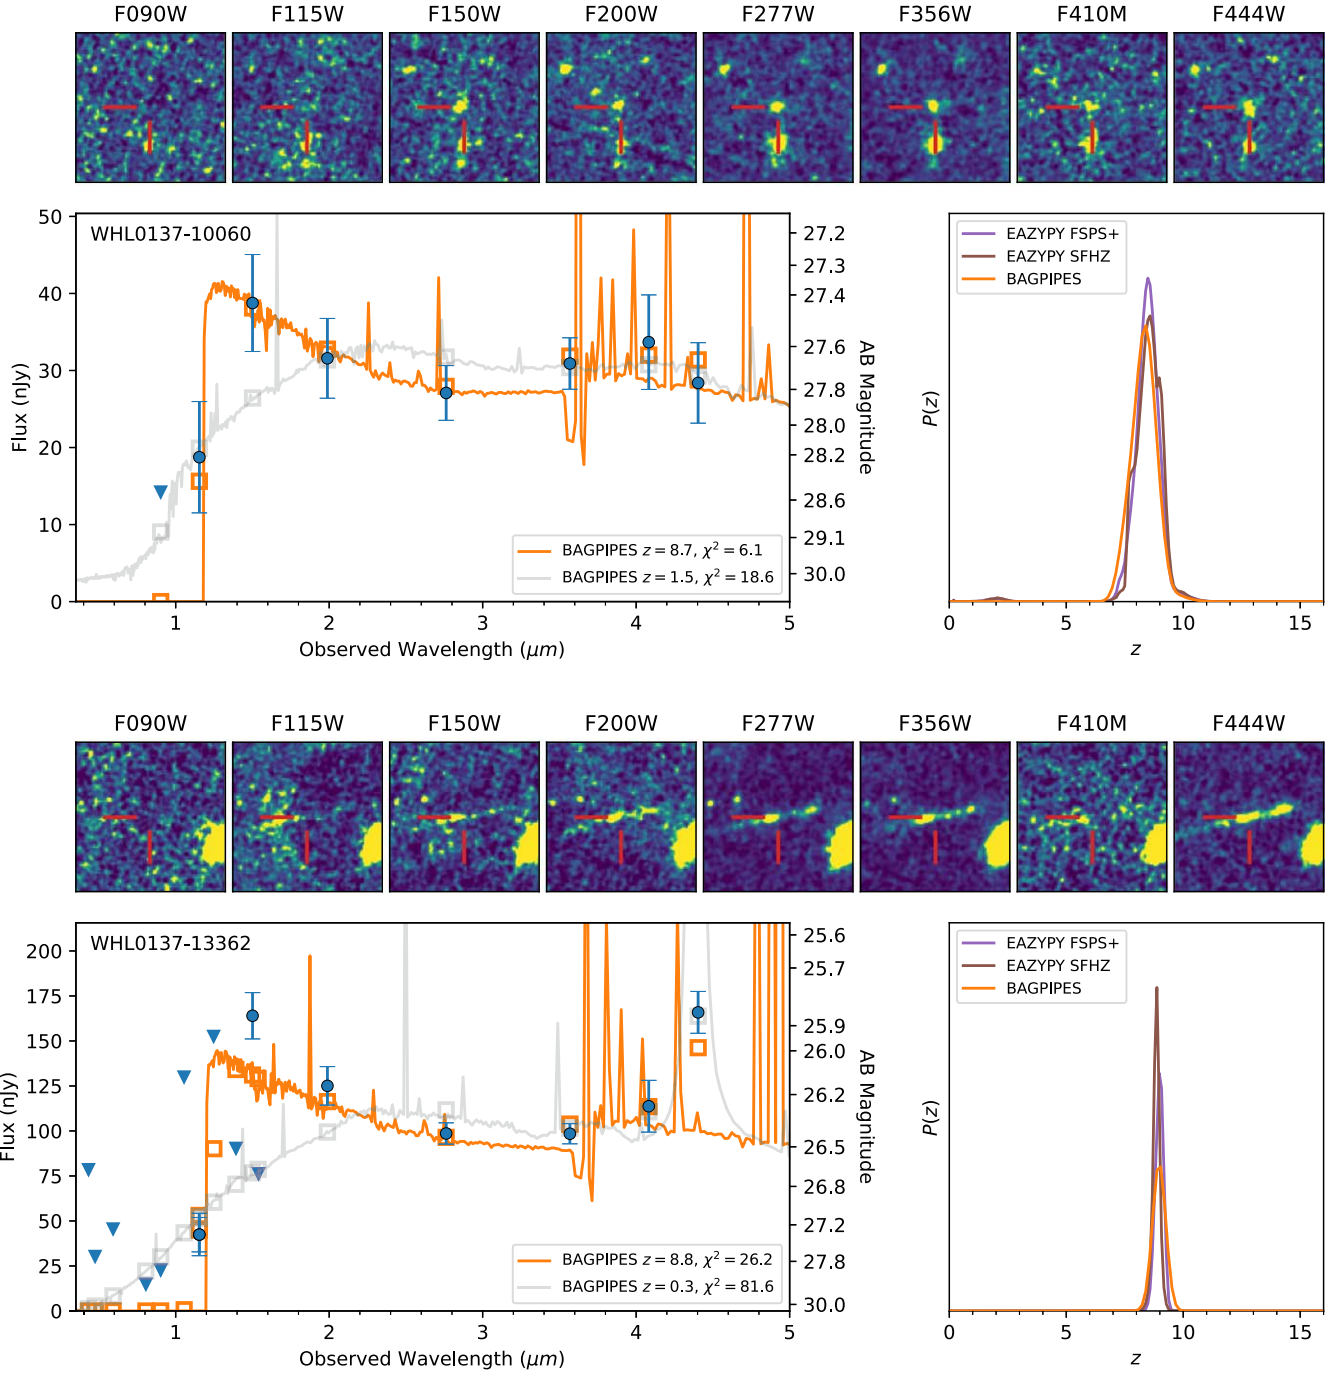 F090W F115W F150W F200W F277W F356W F410M F444W
WHL0137-10060
50
40
30
20
10
0
Flux (nJy)
27.2
27.3
27.4
27.6
27.8
28.0
28.2
28.6
29.1
30.0
AB Magnitude
BAGPIPES z = 8.7, χ² = 6.1
BAGPIPES z = 1.5, χ² = 18.6
1 2 3 4 5
Observed Wavelength (μm)
EAZYPY FSPS+
EAZYPY SFHZ
BAGPIPES
P(z)
0 5 10 15
z
F090W F115W F150W F200W F277W F356W F410M F444W
WHL0137-13362
200
175
150
125
100
75
50
25
0
Flux (nJy)
25.6
25.7
25.9
26.0
26.2
26.5
26.8
27.2
27.8
30.0
AB Magnitude
BAGPIPES z = 8.8, χ² = 26.2
BAGPIPES z = 0.3, χ² = 81.6
1 2 3 4 5
Observed Wavelength (μm)
EAZYPY FSPS+
EAZYPY SFHZ
BAGPIPES
P(z)
0 5 10 15
z